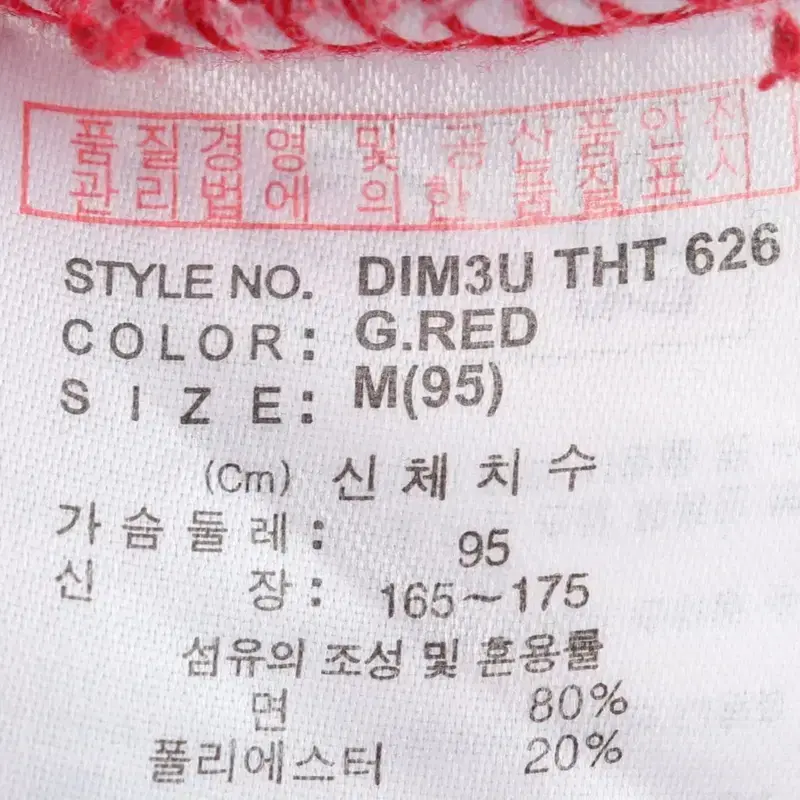 품질경영 및 공산품안전
관리법에 의한 품질표시
STYLE NO. DIM3U THT 626
COLOR: G.RED
SIZE: M(95)
(Cm) 신체치수
가슴둘레: 95
신장: 165~175
섬유의 조성 및 혼용률
면 80%
폴리에스터 20%